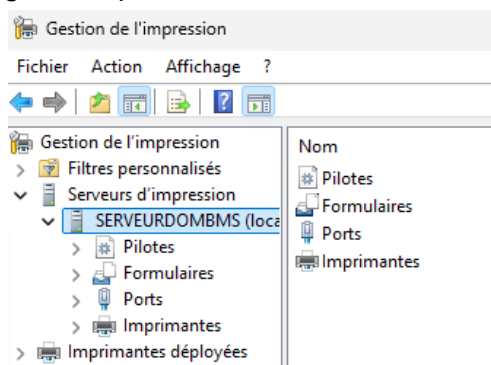 Gestion de l'impression
Fichier Action Affichage ?
Gestion de l'impression
Filtres personnalisés
Serveurs d'impression
SERVEURDOMBMS (loca
Pilotes
Formulaires
Ports
Imprimantes
Imprimantes déployées
Nom
Pilotes
Formulaires
Ports
Imprimantes